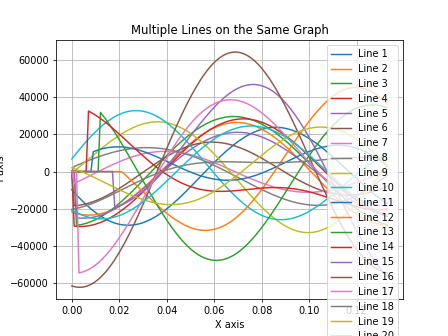 Multiple Lines on the Same Graph
60000
40000
20000
0
−20000
−40000
−60000
0.00
0.02
0.04
0.06
0.08
0.10
X axis
Line 1
Line 2
Line 3
Line 4
Line 5
Line 6
Line 7
Line 8
Line 9
Line 10
Line 11
Line 12
Line 13
Line 14
Line 15
Line 16
Line 17
Line 18
Line 19
Line 20